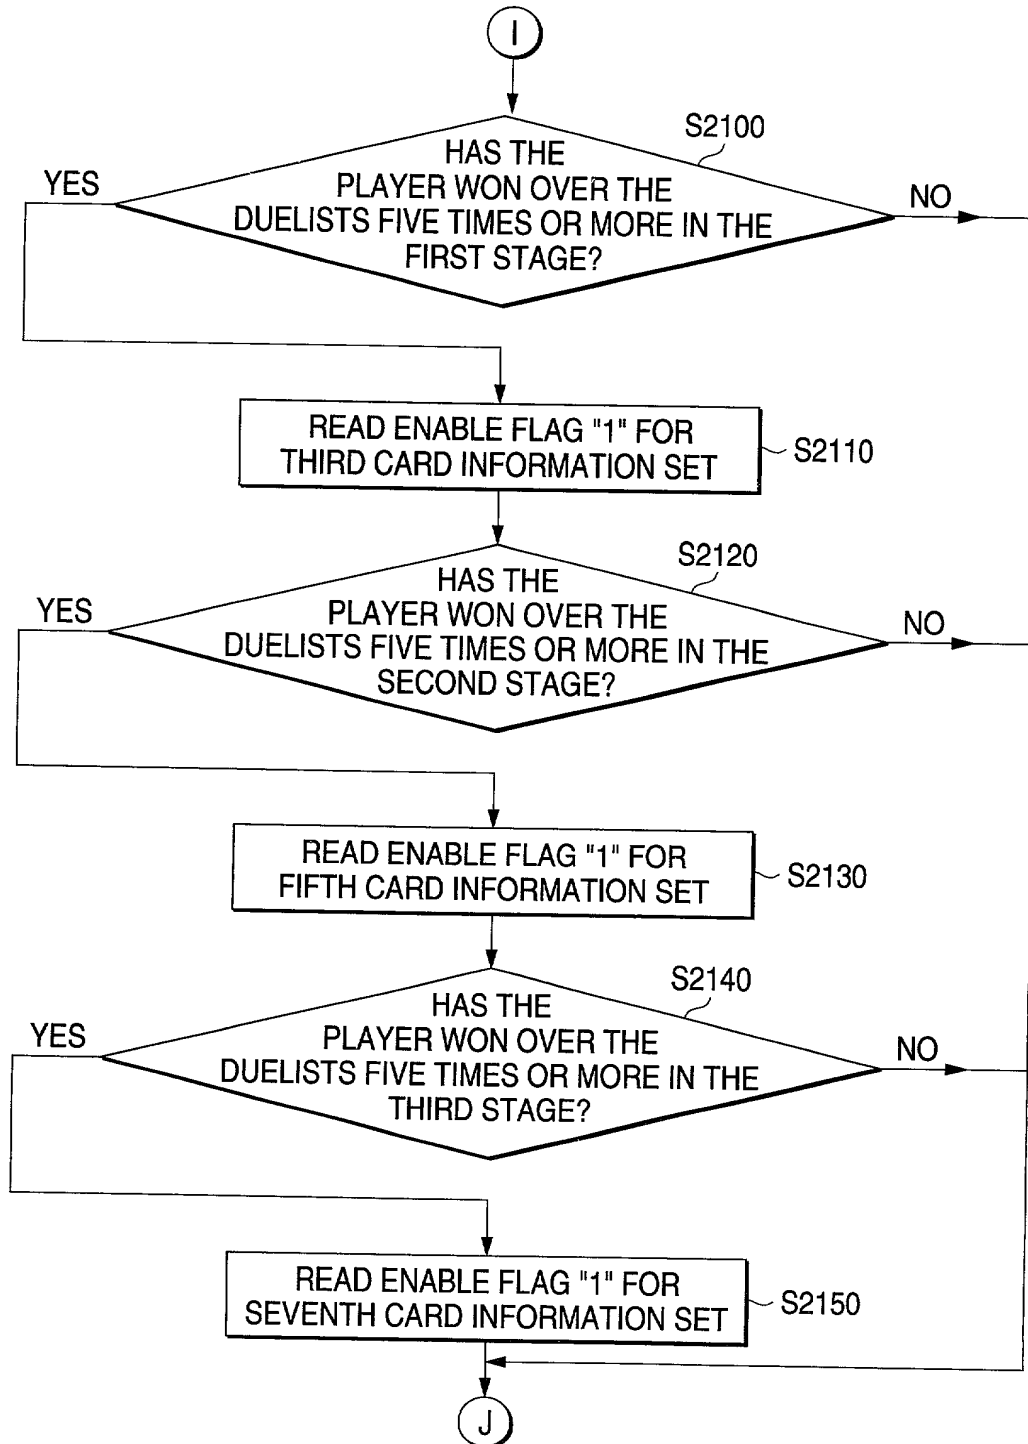 I
S2100
HAS THE
PLAYER WON OVER THE
DUELISTS FIVE TIMES OR MORE IN THE
FIRST STAGE?
YES
NO
READ ENABLE FLAG "1" FOR
THIRD CARD INFORMATION SET
S2110
S2120
HAS THE
PLAYER WON OVER THE
DUELISTS FIVE TIMES OR MORE IN THE
SECOND STAGE?
YES
NO
READ ENABLE FLAG "1" FOR
FIFTH CARD INFORMATION SET
S2130
S2140
HAS THE
PLAYER WON OVER THE
DUELISTS FIVE TIMES OR MORE IN THE
THIRD STAGE?
YES
NO
READ ENABLE FLAG "1" FOR
SEVENTH CARD INFORMATION SET
S2150
J